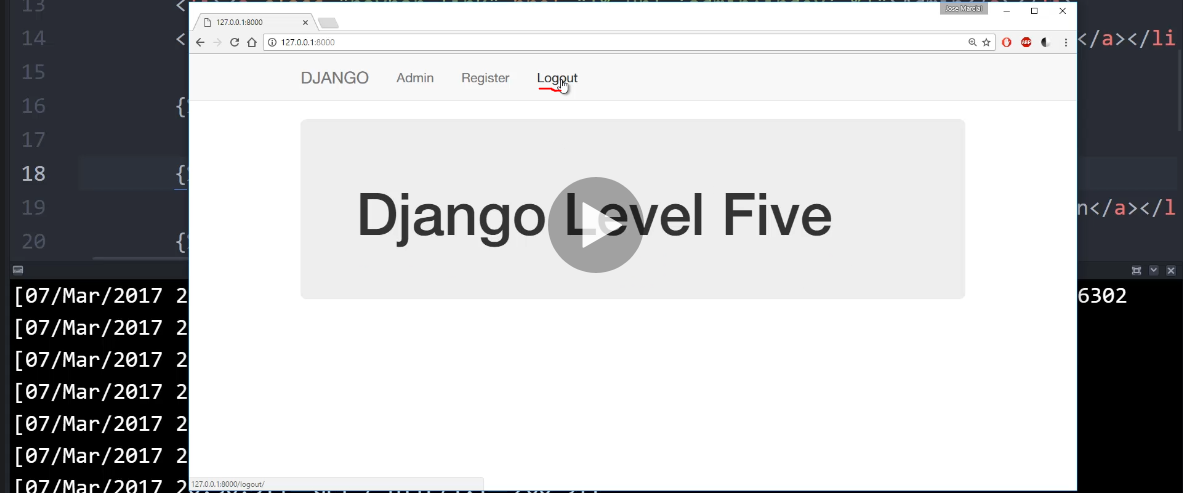 13 <
Jose Marcial
127.0.0.1:8000
14 < </a></li
127.0.0.1:8000
15
DJANGO Admin Register Logout
16 {
17
18 {
Django Level Five
19 n</a></l
20 {
[07/Mar/2017 2 6302
[07/Mar/2017 2
[07/Mar/2017 2
[07/Mar/2017 2
[07/Mar/2017 2
[07/Mar/2017 2
[07/Mar/2017 2
127.0.0.1:8000/logout/